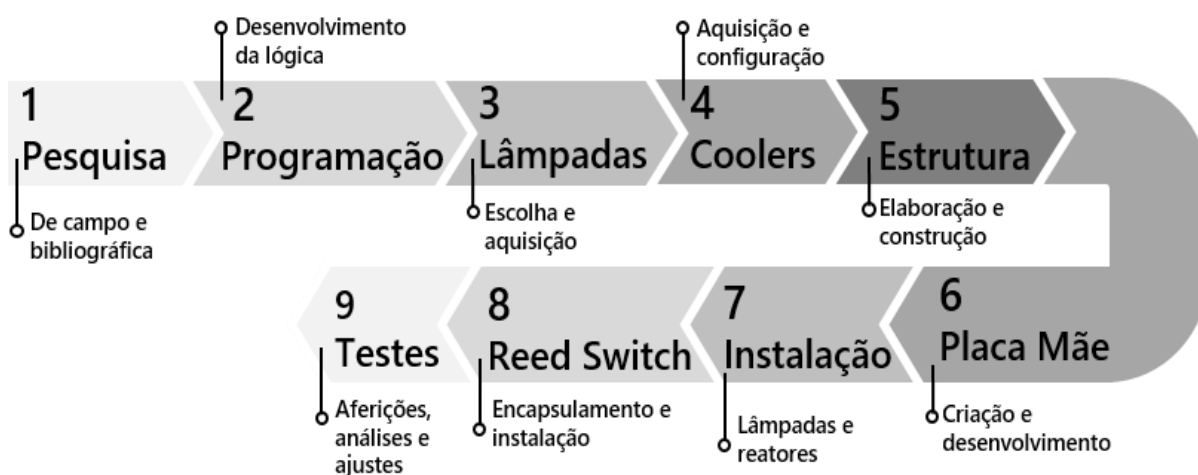 1
Pesquisa
De campo e
bibliográfica
Desenvolvimento
da lógica
2
Programação
3
Lâmpadas
Escolha e
aquisição
Aquisição e
configuração
4
Coolers
5
Estrutura
Elaboração e
construção
6
Placa Mãe
Criação e
desenvolvimento
7
Instalação
Lâmpadas e
reatores
8
Reed Switch
Encapsulamento e
instalação
9
Testes
Aferições,
análises e
ajustes